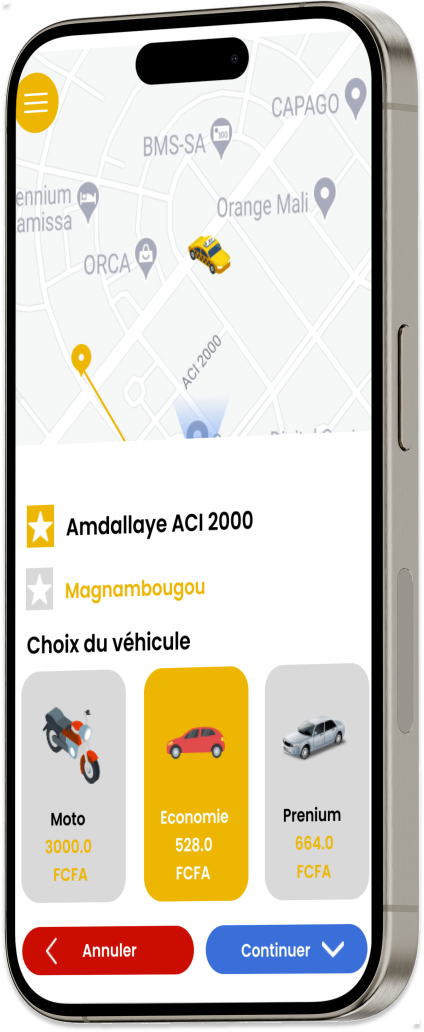 CAPAGO
BMS-SA
ennium
amissa
Orange Mali
ORCA
ACI 2000
Amdallaye ACI 2000
Magnambougou
Choix du véhicule
Moto
3000.0
FCFA
Economie
528.0
FCFA
Prenium
664.0
FCFA
Annuler
Continuer